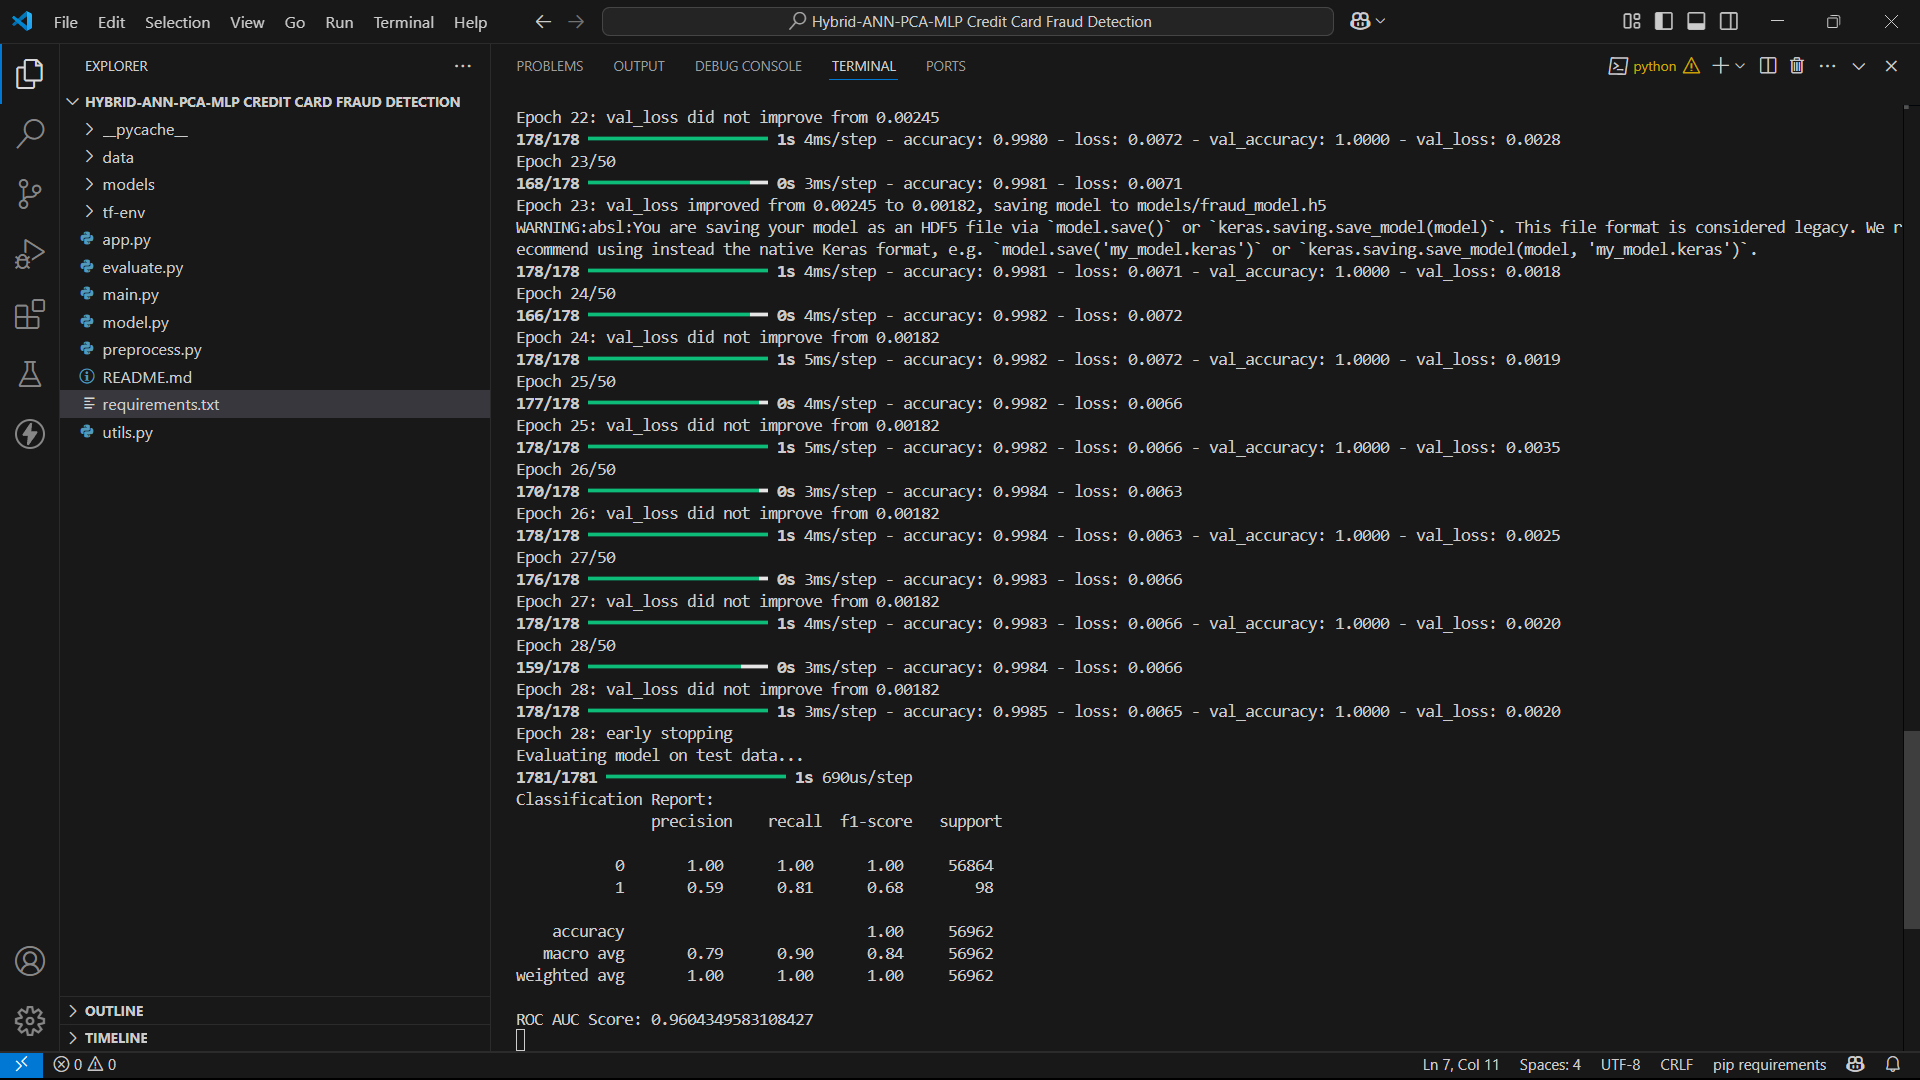 File Edit Selection View Go Run Terminal Help
Hybrid-ANN-PCA-MLP Credit Card Fraud Detection
EXPLORER
HYBRID-ANN-PCA-MLP CREDIT CARD FRAUD DETECTION
__pycache__
data
models
tf-env
app.py
evaluate.py
main.py
model.py
preprocess.py
README.md
requirements.txt
utils.py
OUTLINE
TIMELINE
PROBLEMS OUTPUT DEBUG CONSOLE TERMINAL PORTS
python
Epoch 22: val_loss did not improve from 0.00245
178/178 1s 4ms/step - accuracy: 0.9980 - loss: 0.0072 - val_accuracy: 1.0000 - val_loss: 0.0028
Epoch 23/50
168/178 0s 3ms/step - accuracy: 0.9981 - loss: 0.0071
Epoch 23: val_loss improved from 0.00245 to 0.00182, saving model to models/fraud_model.h5
WARNING:absl:You are saving your model as an HDF5 file via `model.save()` or `keras.saving.save_model(model)`. This file format is considered legacy. We r
ecommend using instead the native Keras format, e.g. `model.save('my_model.keras')` or `keras.saving.save_model(model, 'my_model.keras')`.
178/178 1s 4ms/step - accuracy: 0.9981 - loss: 0.0071 - val_accuracy: 1.0000 - val_loss: 0.0018
Epoch 24/50
166/178 0s 4ms/step - accuracy: 0.9982 - loss: 0.0072
Epoch 24: val_loss did not improve from 0.00182
178/178 1s 5ms/step - accuracy: 0.9982 - loss: 0.0072 - val_accuracy: 1.0000 - val_loss: 0.0019
Epoch 25/50
177/178 0s 4ms/step - accuracy: 0.9982 - loss: 0.0066
Epoch 25: val_loss did not improve from 0.00182
178/178 1s 5ms/step - accuracy: 0.9982 - loss: 0.0066 - val_accuracy: 1.0000 - val_loss: 0.0035
Epoch 26/50
170/178 0s 3ms/step - accuracy: 0.9984 - loss: 0.0063
Epoch 26: val_loss did not improve from 0.00182
178/178 1s 4ms/step - accuracy: 0.9984 - loss: 0.0063 - val_accuracy: 1.0000 - val_loss: 0.0025
Epoch 27/50
176/178 0s 3ms/step - accuracy: 0.9983 - loss: 0.0066
Epoch 27: val_loss did not improve from 0.00182
178/178 1s 4ms/step - accuracy: 0.9983 - loss: 0.0066 - val_accuracy: 1.0000 - val_loss: 0.0020
Epoch 28/50
159/178 0s 3ms/step - accuracy: 0.9984 - loss: 0.0066
Epoch 28: val_loss did not improve from 0.00182
178/178 1s 3ms/step - accuracy: 0.9985 - loss: 0.0065 - val_accuracy: 1.0000 - val_loss: 0.0020
Epoch 28: early stopping
Evaluating model on test data...
1781/1781 1s 690us/step
Classification Report:
precision recall f1-score support
0 1.00 1.00 1.00 56864
1 0.59 0.81 0.68 98
accuracy 1.00 56962
macro avg 0.79 0.90 0.84 56962
weighted avg 1.00 1.00 1.00 56962
ROC AUC Score: 0.9604349583108427
0 0 Ln 7, Col 11 Spaces: 4 UTF-8 CRLF pip requirements